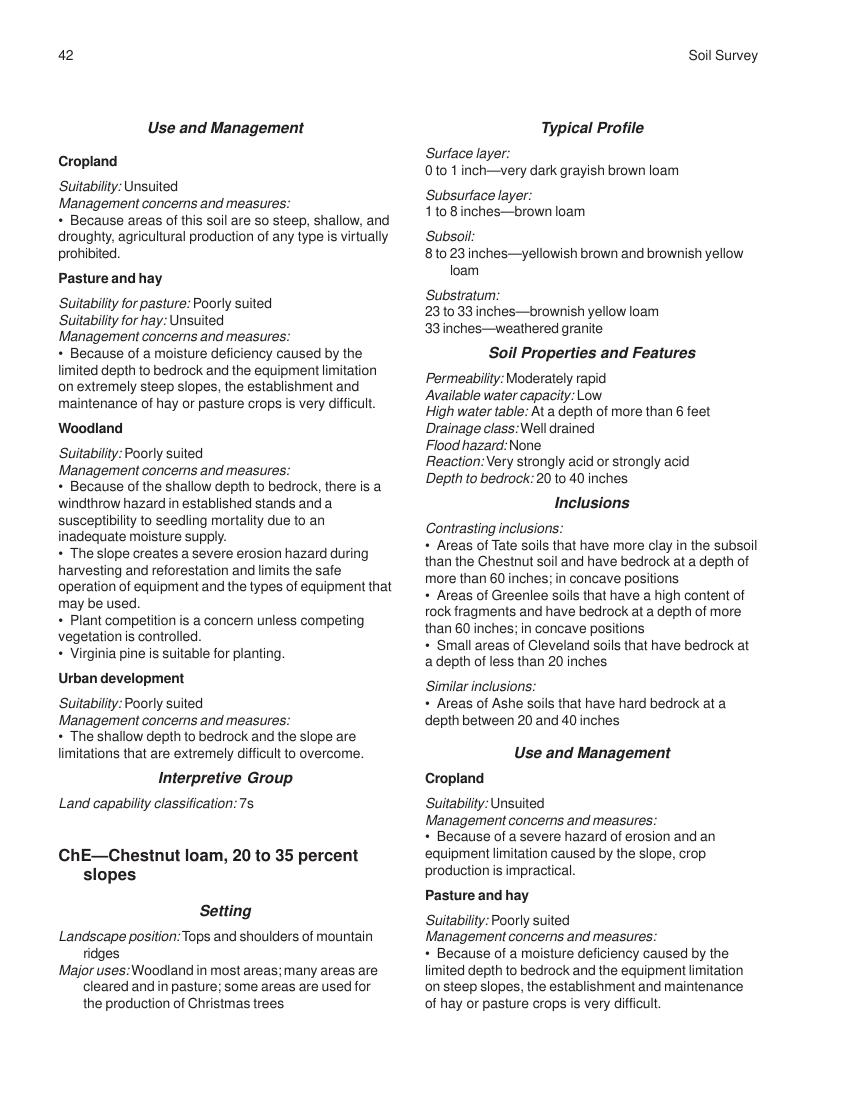 42
Soil Survey
Use and Management
Cropland
Suitability: Unsuited
Management concerns and measures:
• Because areas of this soil are so steep, shallow, and
droughty, agricultural production of any type is virtually
prohibited.
Pasture and hay
Suitability for pasture: Poorly suited
Suitability for hay: Unsuited
Management concerns and measures:
• Because of a moisture deficiency caused by the
limited depth to bedrock and the equipment limitation
on extremely steep slopes, the establishment and
maintenance of hay or pasture crops is very difficult.
Woodland
Suitability: Poorly suited
Management concerns and measures:
• Because of the shallow depth to bedrock, there is a
windthrow hazard in established stands and a
susceptibility to seedling mortality due to an
inadequate moisture supply.
• The slope creates a severe erosion hazard during
harvesting and reforestation and limits the safe
operation of equipment and the types of equipment that
may be used.
• Plant competition is a concern unless competing
vegetation is controlled.
• Virginia pine is suitable for planting.
Urban development
Suitability: Poorly suited
Management concerns and measures:
• The shallow depth to bedrock and the slope are
limitations that are extremely difficult to overcome.
Interpretive Group
Land capability classification: 7s
ChE—Chestnut loam, 20 to 35 percent
slopes
Setting
Landscape position: Tops and shoulders of mountain
ridges
Major uses: Woodland in most areas; many areas are
cleared and in pasture; some areas are used for
the production of Christmas trees
Typical Profile
Surface layer:
0 to 1 inch—very dark grayish brown loam
Subsurface layer:
1 to 8 inches—brown loam
Subsoil:
8 to 23 inches—yellowish brown and brownish yellow
loam
Substratum:
23 to 33 inches—brownish yellow loam
33 inches—weathered granite
Soil Properties and Features
Permeability: Moderately rapid
Available water capacity: Low
High water table: At a depth of more than 6 feet
Drainage class: Well drained
Flood hazard: None
Reaction: Very strongly acid or strongly acid
Depth to bedrock: 20 to 40 inches
Inclusions
Contrasting inclusions:
• Areas of Tate soils that have more clay in the subsoil
than the Chestnut soil and have bedrock at a depth of
more than 60 inches; in concave positions
• Areas of Greenlee soils that have a high content of
rock fragments and have bedrock at a depth of more
than 60 inches; in concave positions
• Small areas of Cleveland soils that have bedrock at
a depth of less than 20 inches
Similar inclusions:
• Areas of Ashe soils that have hard bedrock at a
depth between 20 and 40 inches
Use and Management
Cropland
Suitability: Unsuited
Management concerns and measures:
• Because of a severe hazard of erosion and an
equipment limitation caused by the slope, crop
production is impractical.
Pasture and hay
Suitability: Poorly suited
Management concerns and measures:
• Because of a moisture deficiency caused by the
limited depth to bedrock and the equipment limitation
on steep slopes, the establishment and maintenance
of hay or pasture crops is very difficult.